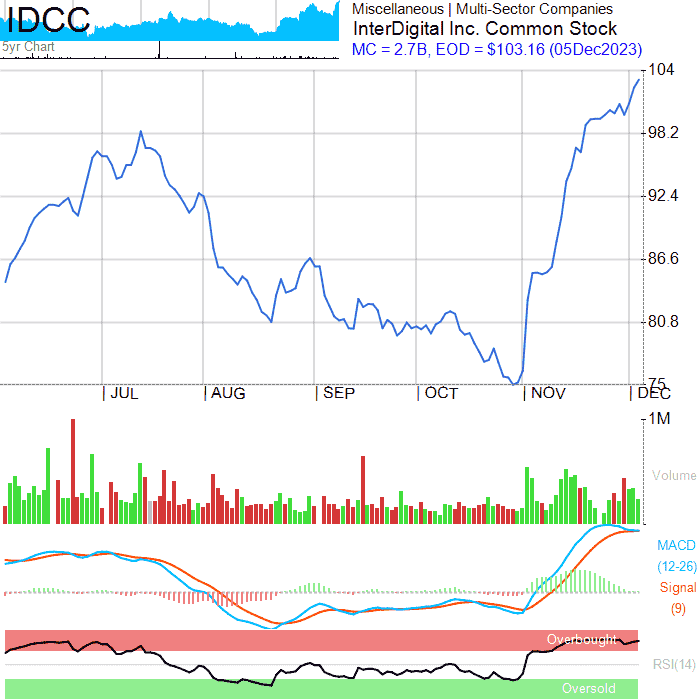 IDCC
5yr Chart
Miscellaneous | Multi-Sector Companies
InterDigital Inc. Common Stock
MC = 2.7B, EOD = $103.16 (05Dec2023)
104
98.2
92.4
86.6
80.8
75
| JUL | AUG | SEP | OCT | NOV | DEC
1M
Volume
MACD
(12-26)
Signal
(9)
Overbought
RSI(14)
Oversold